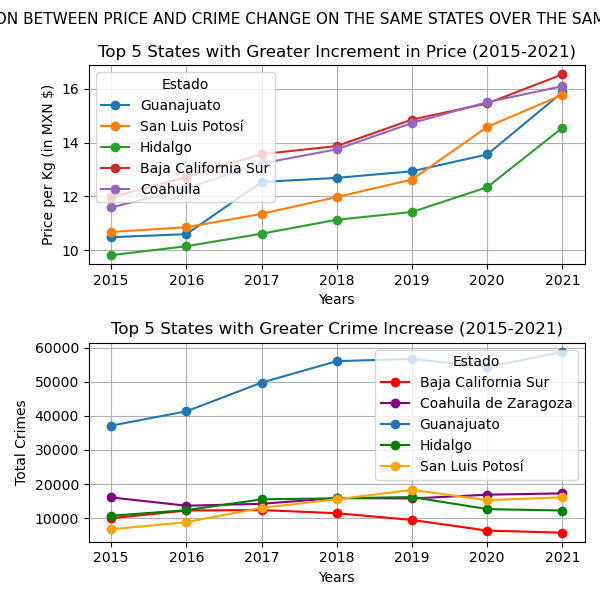 ON BETWEEN PRICE AND CRIME CHANGE ON THE SAME STATES OVER THE SAM
Top 5 States with Greater Increment in Price (2015-2021)
Price per Kg (in MXN $)
16
14
12
10
Estado
Guanajuato
San Luis Potosí
Hidalgo
Baja California Sur
Coahuila
2015 2016 2017 2018 2019 2020 2021
Years
Top 5 States with Greater Crime Increase (2015-2021)
Total Crimes
60000
50000
40000
30000
20000
10000
Estado
Baja California Sur
Coahuila de Zaragoza
Guanajuato
Hidalgo
San Luis Potosí
2015 2016 2017 2018 2019 2020 2021
Years